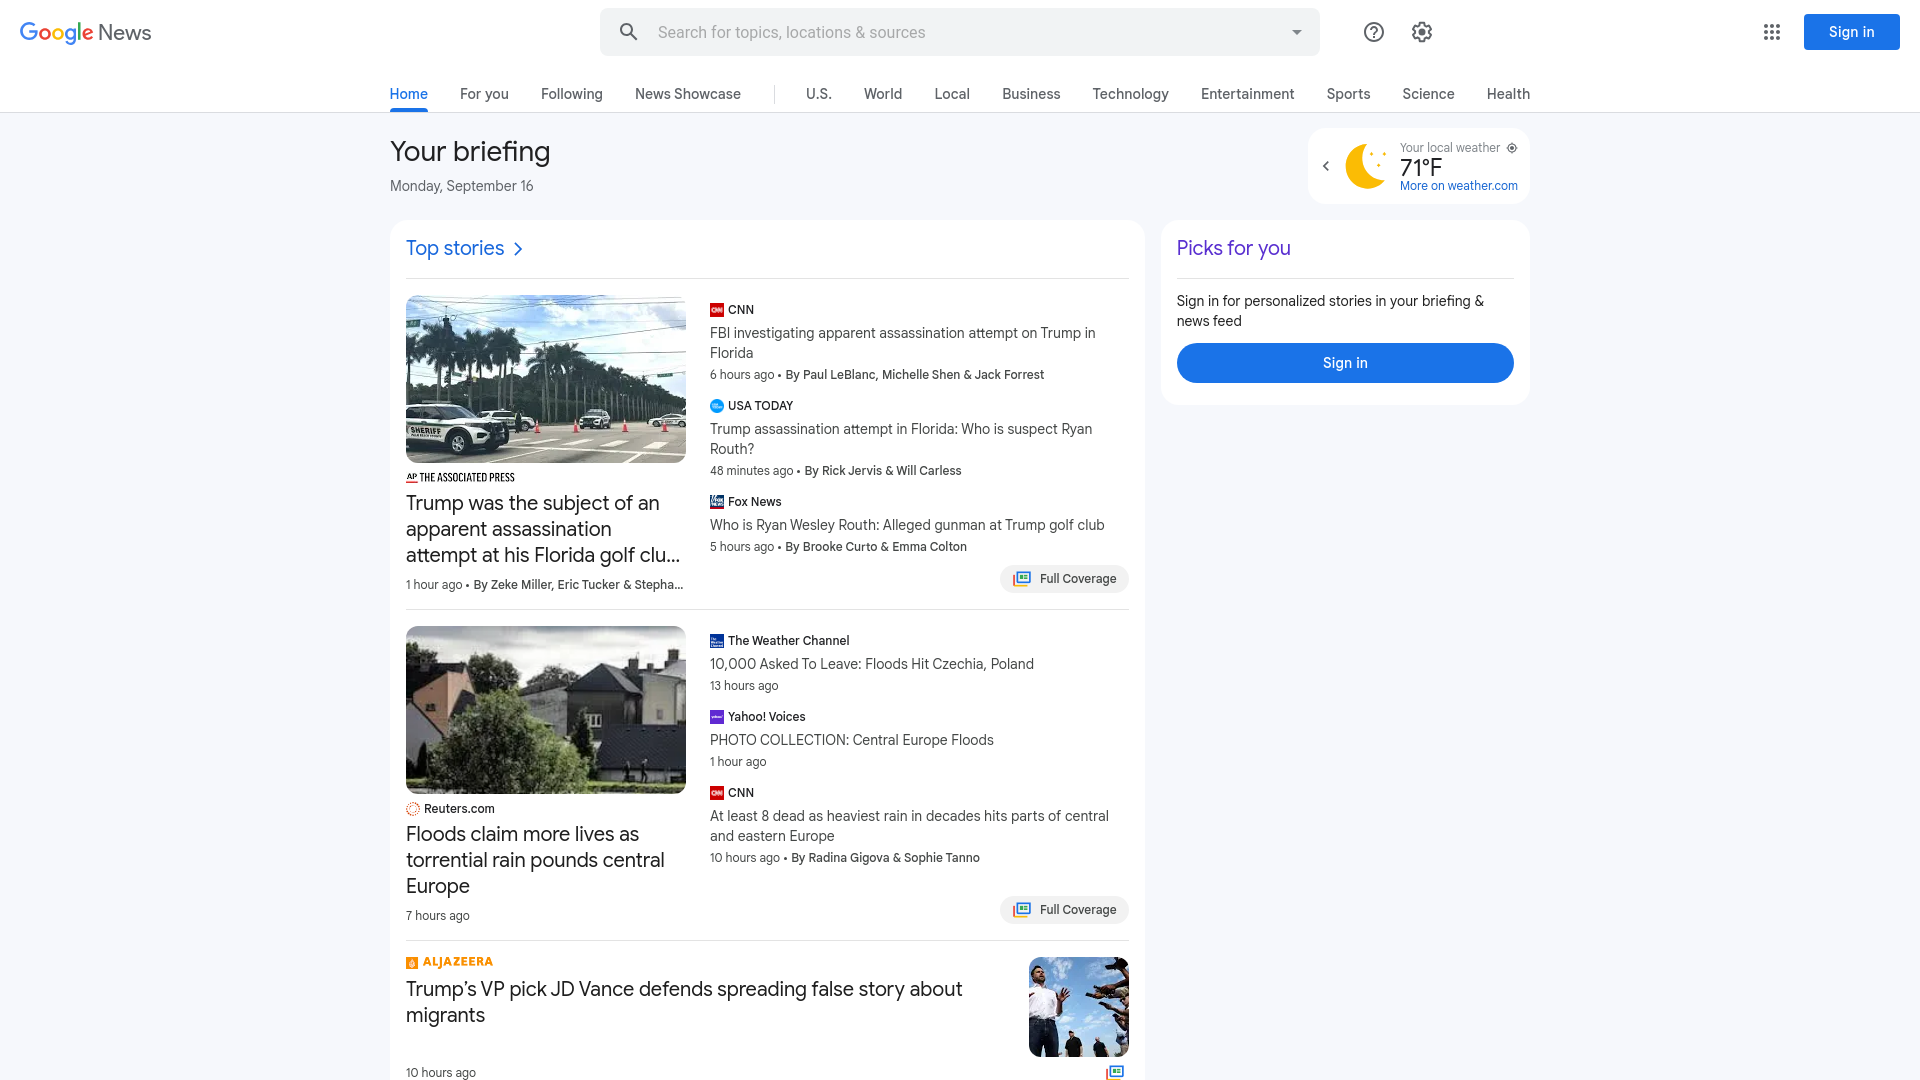 Google News
Search for topics, locations & sources
Sign in
Home
For you
Following
News Showcase
U.S.
World
Local
Business
Technology
Entertainment
Sports
Science
Health
Your briefing
Monday, September 16
Your local weather
71°F
More on weather.com
Top stories
SHERIFF
AP THE ASSOCIATED PRESS
Trump was the subject of an
apparent assassination
attempt at his Florida golf clu...
1 hour ago • By Zeke Miller, Eric Tucker & Stepha...
CNN
FBI investigating apparent assassination attempt on Trump in
Florida
6 hours ago • By Paul LeBlanc, Michelle Shen & Jack Forrest
USA TODAY
Trump assassination attempt in Florida: Who is suspect Ryan
Routh?
48 minutes ago • By Rick Jervis & Will Carless
Fox News
Who is Ryan Wesley Routh: Alleged gunman at Trump golf club
5 hours ago • By Brooke Curto & Emma Colton
Full Coverage
Reuters.com
Floods claim more lives as
torrential rain pounds central
Europe
7 hours ago
The Weather Channel
10,000 Asked To Leave: Floods Hit Czechia, Poland
13 hours ago
Yahoo! Voices
PHOTO COLLECTION: Central Europe Floods
1 hour ago
CNN
At least 8 dead as heaviest rain in decades hits parts of central
and eastern Europe
10 hours ago • By Radina Gigova & Sophie Tanno
Full Coverage
ALJAZEERA
Trump’s VP pick JD Vance defends spreading false story about
migrants
10 hours ago
Picks for you
Sign in for personalized stories in your briefing &
news feed
Sign in